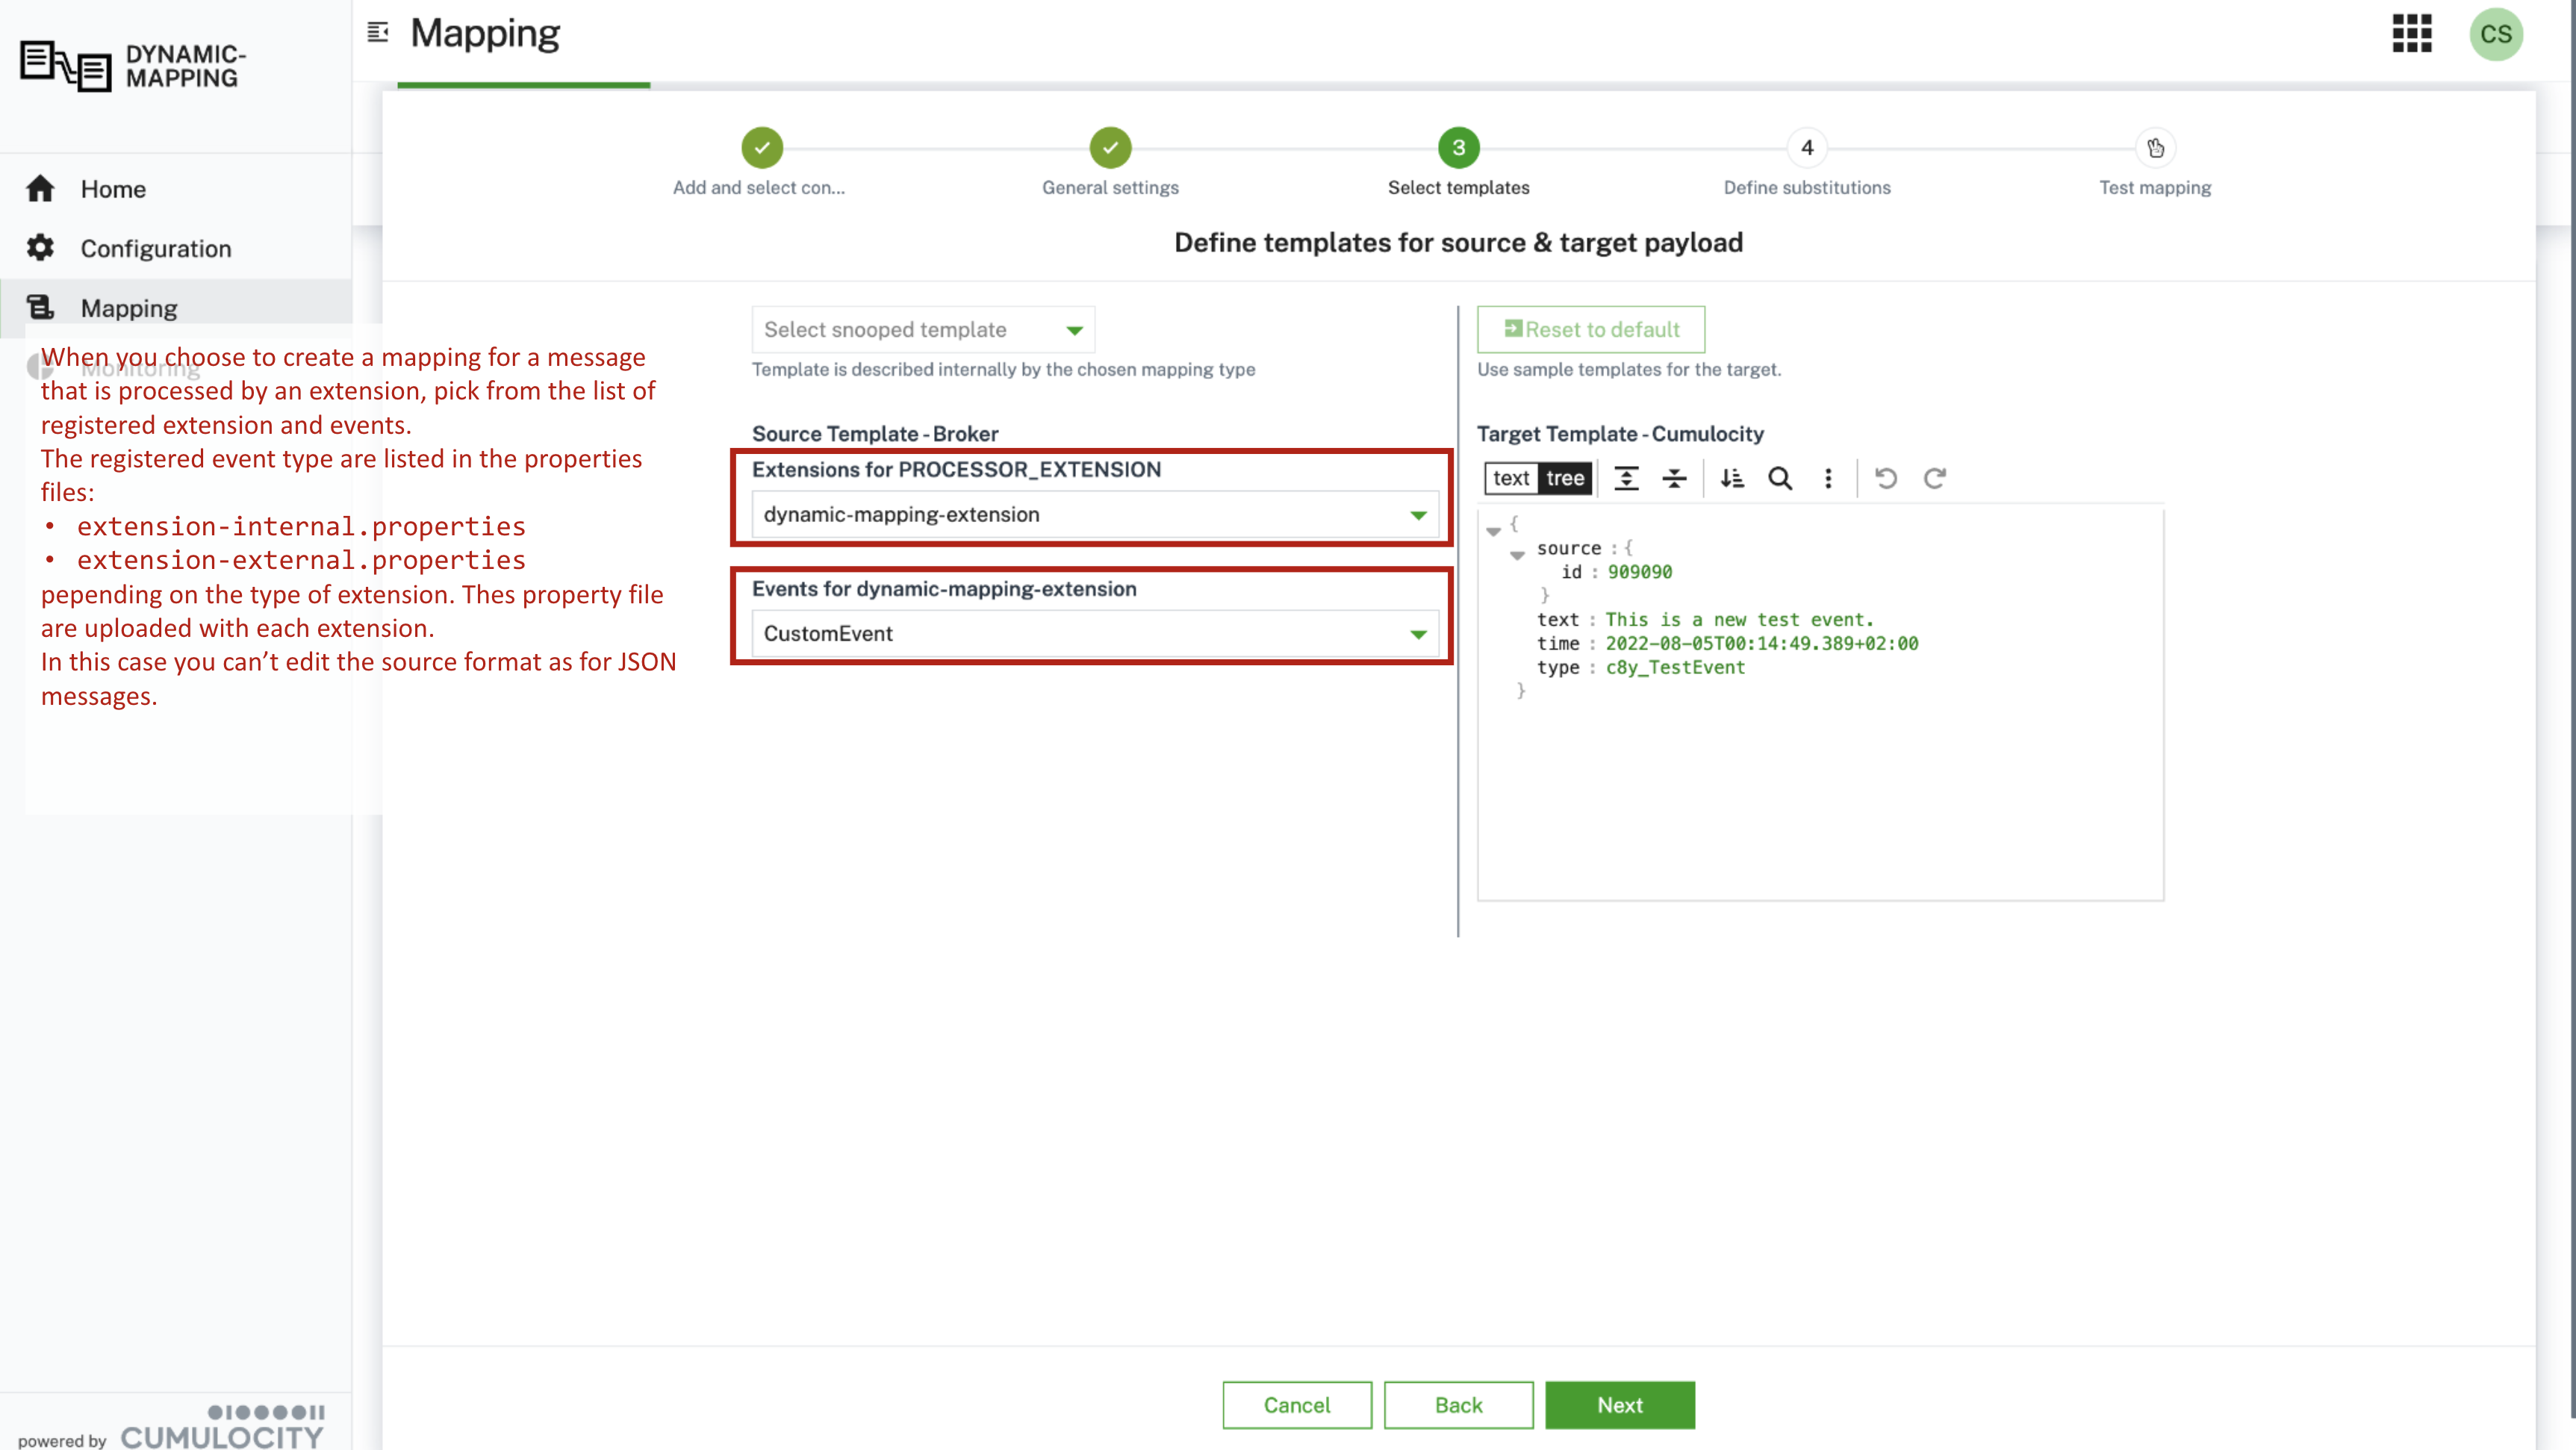 DYNAMIC-
MAPPING
Mapping
CS
Home
Configuration
Mapping
Monitoring
When you choose to create a mapping for a message
that is processed by an extension, pick from the list of
registered extension and events.
The registered event type are listed in the properties
files:
• extension-internal.properties
• extension-external.properties
pepending on the type of extension. Thes property file
are uploaded with each extension.
In this case you can’t edit the source format as for JSON
messages.
Add and select con...
General settings
3
Select templates
4
Define substitutions
Test mapping
Define templates for source & target payload
Select snooped template
Template is described internally by the chosen mapping type
Source Template - Broker
Extensions for PROCESSOR_EXTENSION
dynamic-mapping-extension
Events for dynamic-mapping-extension
CustomEvent
Reset to default
Use sample templates for the target.
Target Template - Cumulocity
text tree
{
source : {
id : 909090
}
text : This is a new test event.
time : 2022-08-05T00:14:49.389+02:00
type : c8y_TestEvent
}
Cancel
Back
Next
powered by CUMULOCITY